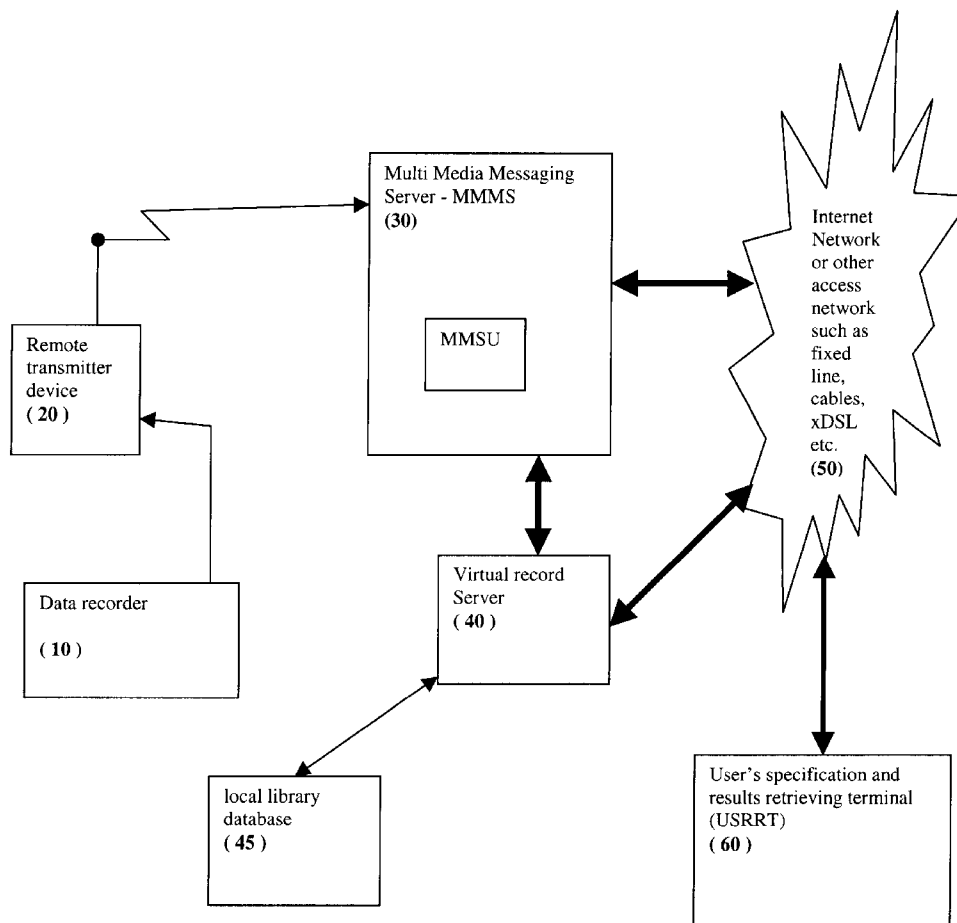 Multi Media Messaging
Server - MMMS
(30)
MMSU
Internet
Network
or other
access
network
such as
fixed
line,
cables,
xDSL
etc.
(50)
Remote
transmitter
device
( 20 )
Data recorder
( 10 )
Virtual record
Server
( 40 )
local library
database
( 45 )
User's specification and
results retrieving terminal
(USRRT)
( 60 )